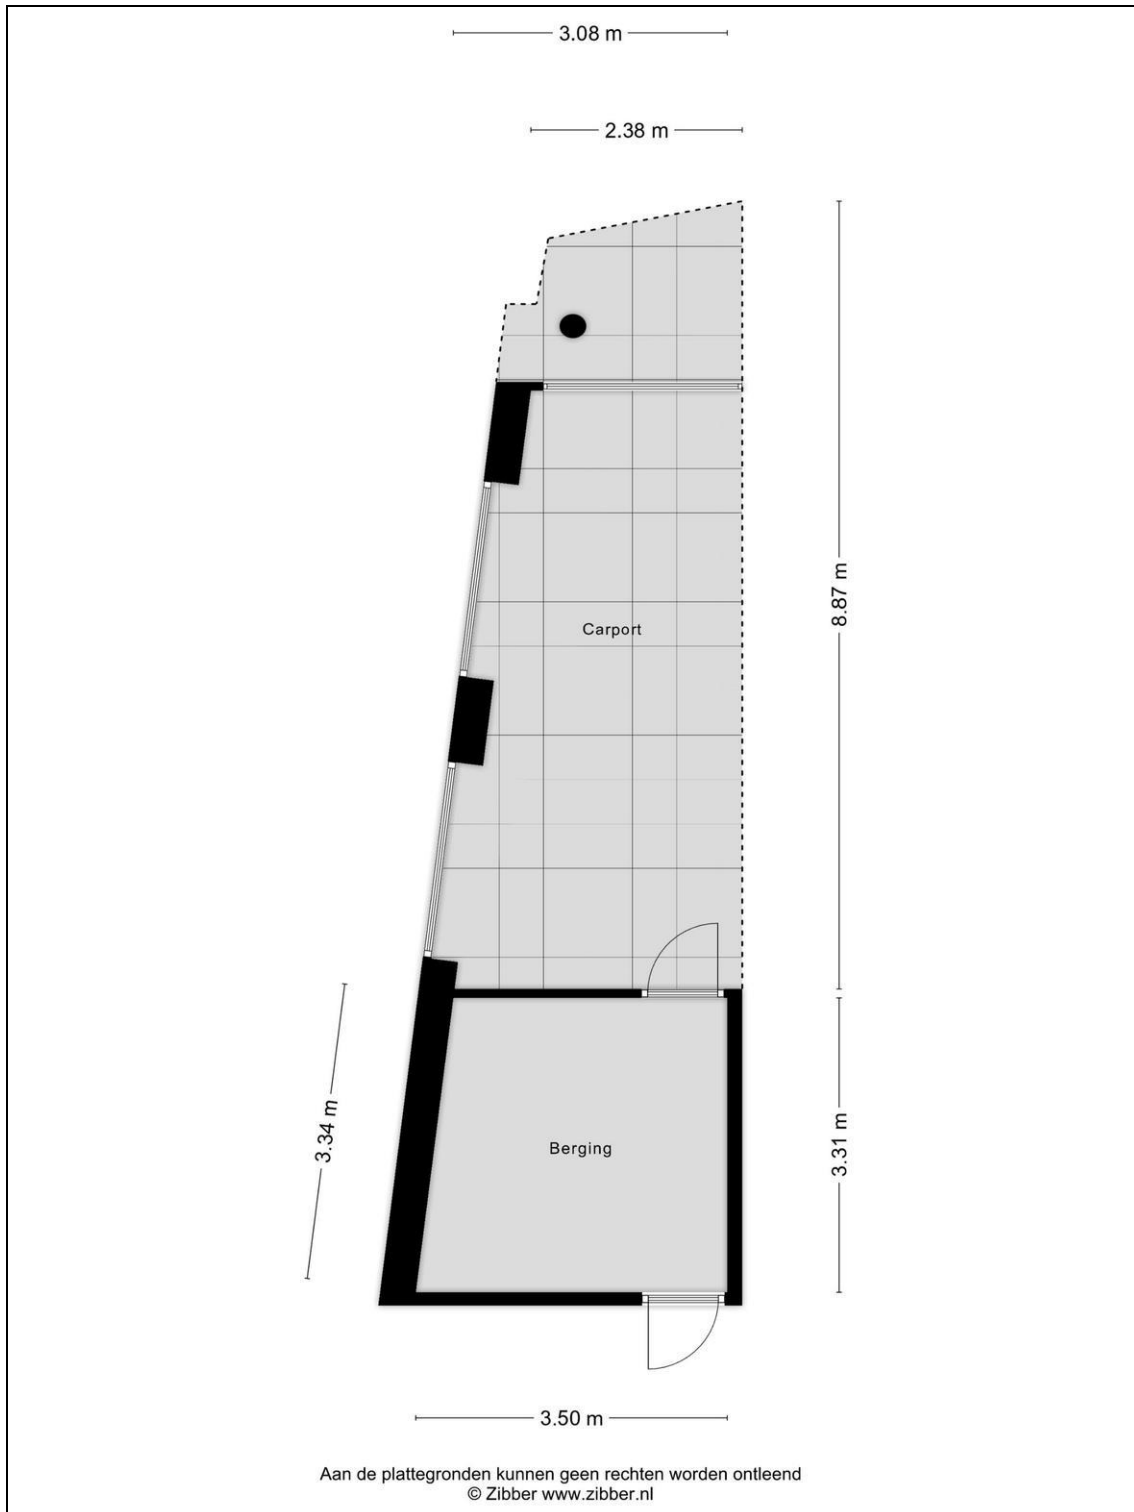 3.08 m
2.38 m
8.87 m
Carport
3.34 m
3.31 m
Berging
3.50 m
Aan de plattegronden kunnen geen rechten worden ontleend
© Zibber www.zibber.nl